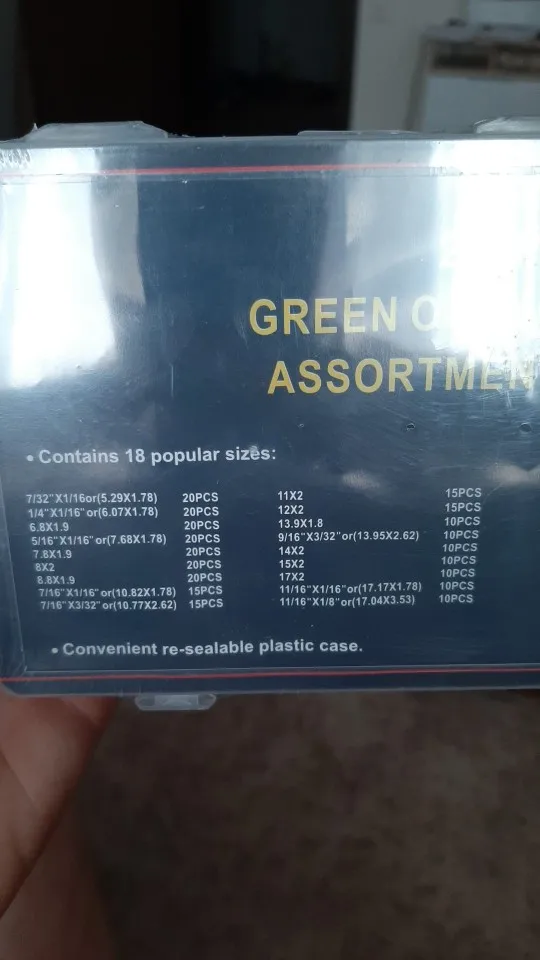 GREEN O
ASSORTMEN
• Contains 18 popular sizes:
7/32"X1/16or(5.29X1.78) 20PCS
1/4"X1/16"or(6.07X1.78) 20PCS
6.8X1.9 20PCS
5/16"X1/16"or(7.68X1.78) 20PCS
7.8X1.9 20PCS
8X2 20PCS
8.8X1.9 20PCS
7/16"X1/16"or(10.82X1.78) 15PCS
7/16"X3/32"or(10.77X2.62) 15PCS
11X2 15PCS
12X2 15PCS
13.9X1.8 10PCS
9/16"X3/32"or(13.95X2.62) 10PCS
14X2 10PCS
15X2 10PCS
17X2 10PCS
11/16"X1/16"or(17.17X1.78) 10PCS
11/16"X1/8"or(17.04X3.53) 10PCS
• Convenient re-sealable plastic case.